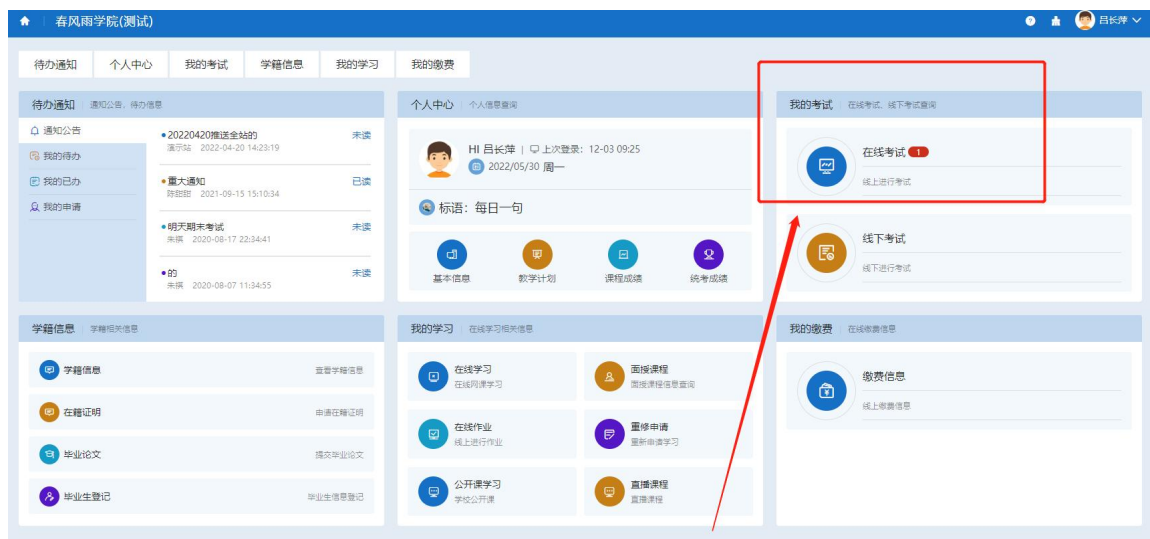 春风雨学院(测试)
吕长萍
待办通知 个人中心 我的考试 学籍信息 我的学习 我的缴费
待办通知 通知公告、待办信息
通知公告
我的待办
我的已办
我的申请
20220420推送全站的 未读
演示站 2022-04-20 14:23:19
重大通知 已读
陈甜甜 2021-09-15 15:10:34
明天期末考试 未读
2020-08-17 22:34:41
的 未读
2020-08-07 11:34:55
个人中心 个人信息查询
HI 吕长萍 | 上次登录：12-03 09:25
2022/05/30 周一
标语：每日一句
基本信息 教学计划 课程成绩 统考成绩
我的考试 在线考试、线下考试查询
在线考试 1
线上进行考试
线下考试
线下进行考试
学籍信息 学籍相关信息
学籍信息 查看学籍信息
在籍证明 申请在籍证明
毕业论文 提交毕业论文
毕业生登记 毕业生信息登记
我的学习 在线学习相关信息
在线学习
在线网课学习
面授课程
面授课程信息查询
在线作业
线上进行作业
重修申请
重新申请学习
公开课学习
学校公开课
直播课程
直播课程
我的缴费 在线缴费信息
缴费信息
线上缴费信息